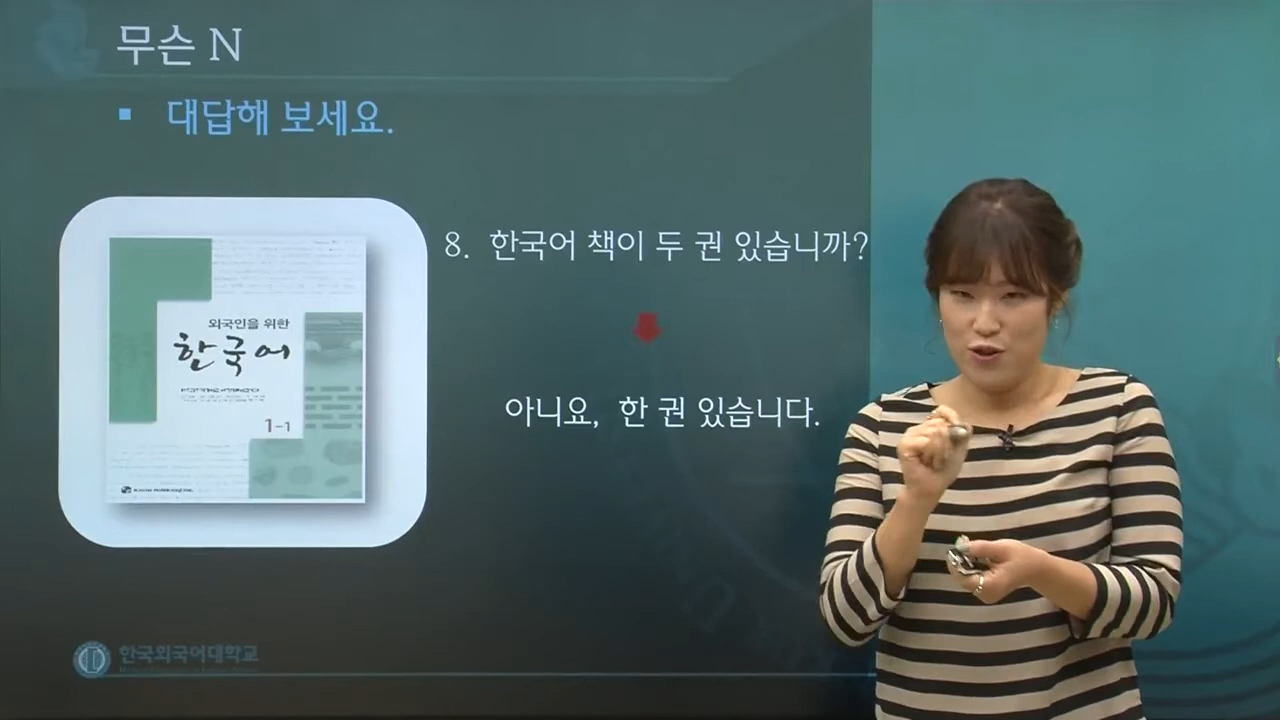 무슨 N
▪ 대답해 보세요.
8. 한국어 책이 두 권 있습니까?
외국인을 위한
한국어
1-1
아니요, 한 권 있습니다.
한국외국어대학교